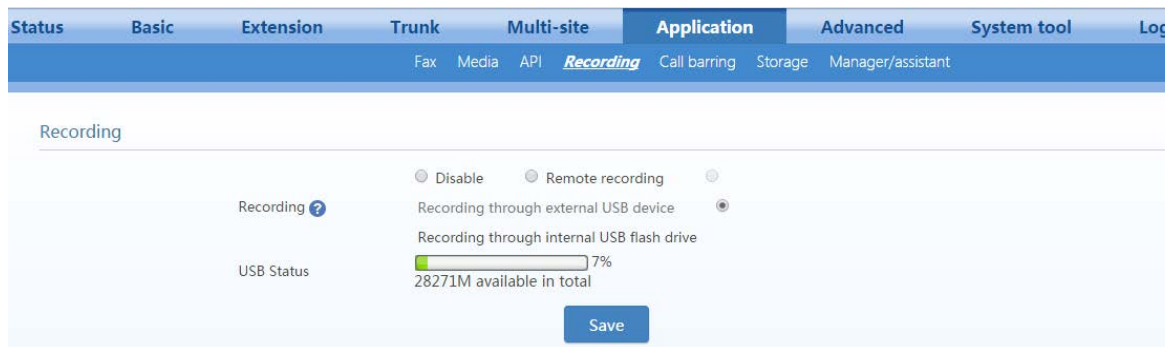 Status Basic Extension Trunk Multi-site Application Advanced System tool
Fax Media API Recording Call barring Storage Manager/assistant
Recording
Disable Remote recording
Recording ? Recording through external USB device
Recording through internal USB flash drive
USB Status 7%
28271M available in total
Save